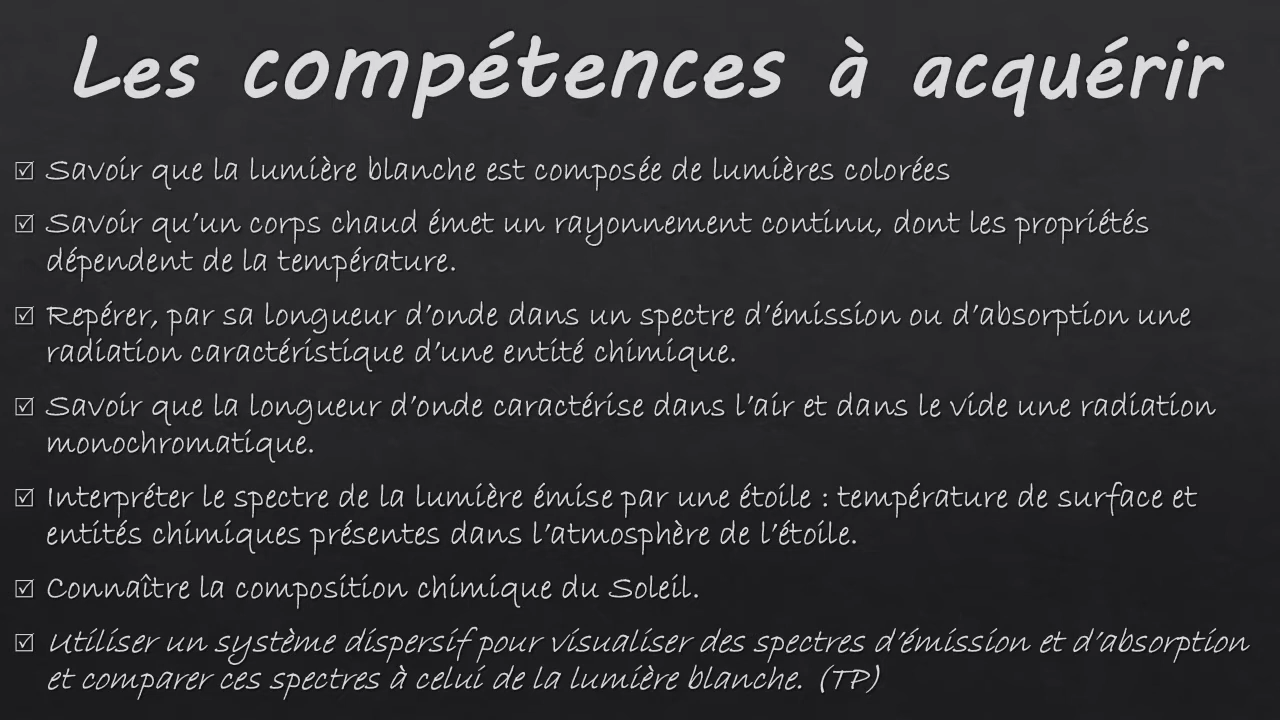 Les compétences à acquérir
☑ Savoir que la lumière blanche est composée de lumières colorées
☑ Savoir qu’un corps chaud émet un rayonnement continu, dont les propriétés
dépendent de la température.
☑ Repérer, par sa longueur d’onde dans un spectre d’émission ou d’absorption une
radiation caractéristique d’une entité chimique.
☑ Savoir que la longueur d’onde caractérise dans l’air et dans le vide une radiation
monochromatique.
☑ Interpréter le spectre de la lumière émise par une étoile : température de surface et
entités chimiques présentes dans l’atmosphère de l’étoile.
☑ Connaître la composition chimique du Soleil.
☑ Utiliser un système dispersif pour visualiser des spectres d’émission et d’absorption
et comparer ces spectres à celui de la lumière blanche. (TP)